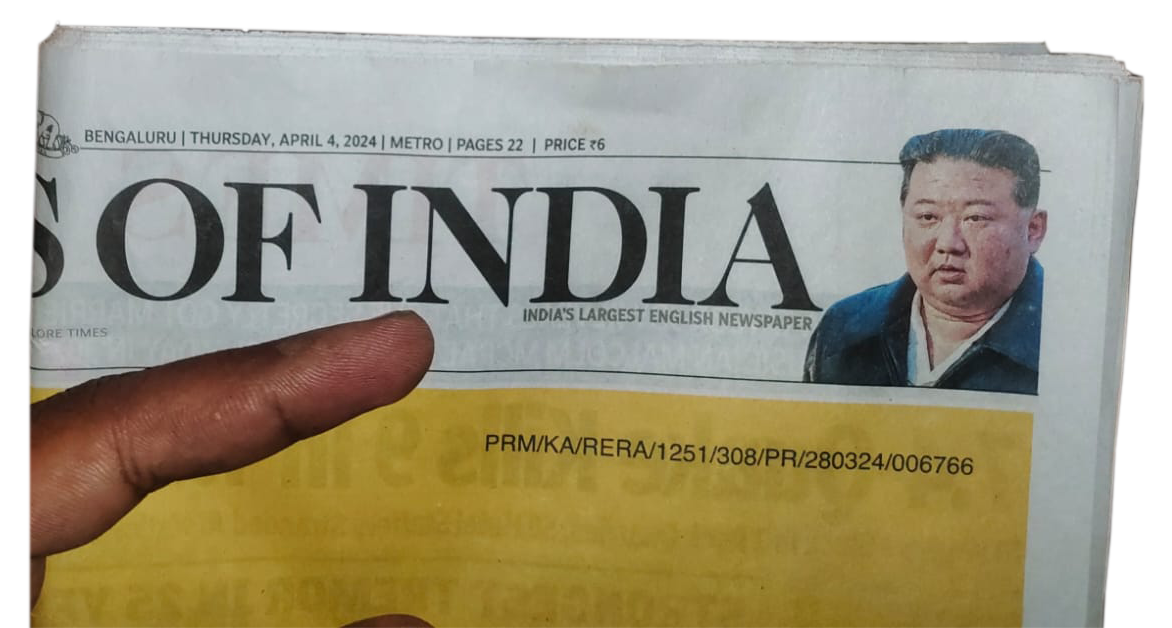 BENGALURU | THURSDAY, APRIL 4, 2024 | METRO | PAGES 22 | PRICE ₹6
S OF INDIA
INDIA'S LARGEST ENGLISH NEWSPAPER
LORE TIMES
PRM/KA/RERA/1251/308/PR/280324/006766